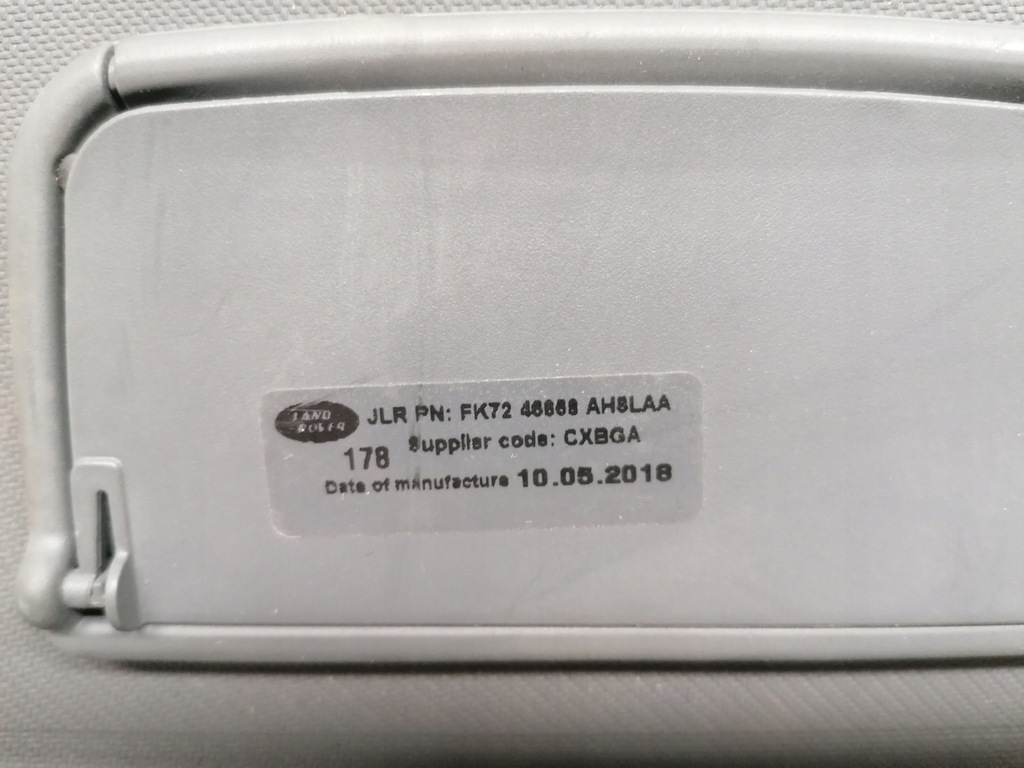 LAND
ROVER
JLR PN: FK72 46868 AH8LAA
Supplier code: CXBGA
178
Date of manufacture 10.05.2018